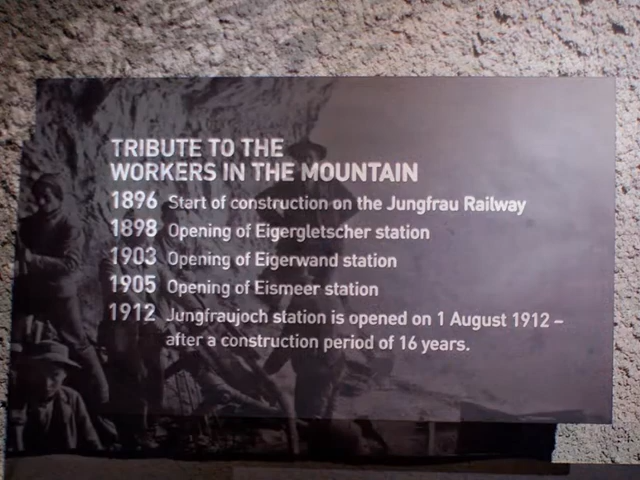 TRIBUTE TO THE
WORKERS IN THE MOUNTAIN
1896 Start of construction on the Jungfrau Railway
1898 Opening of Eigergletscher station
1903 Opening of Eigerwand station
1905 Opening of Eismeer station
1912 Jungfraujoch station is opened on 1 August 1912 –
after a construction period of 16 years.